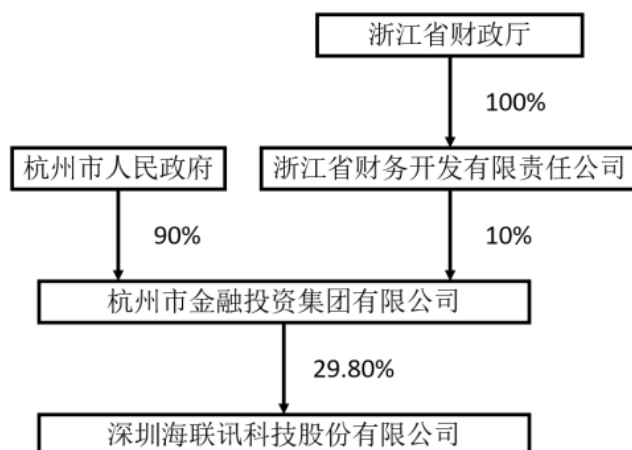 浙江省财政厅
100%
杭州市人民政府
浙江省财务开发有限责任公司
90%
10%
杭州市金融投资集团有限公司
29.80%
深圳海联讯科技股份有限公司